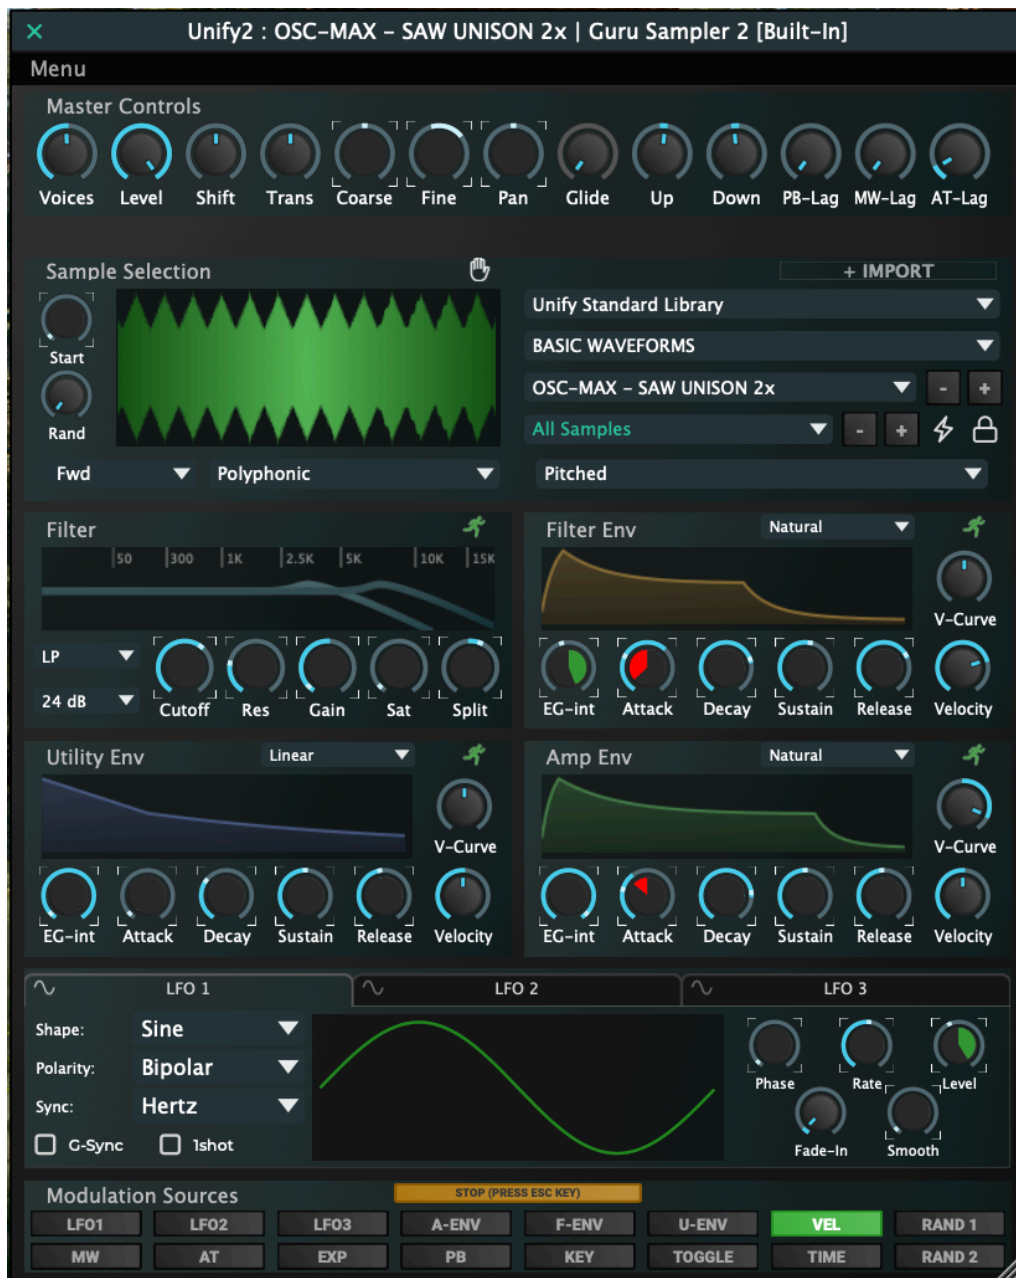 Unify2 : OSC-MAX – SAW UNISON 2x | Guru Sampler 2 [Built-In]
Menu
Master Controls
Voices Level Shift Trans Coarse Fine Pan Glide Up Down PB-Lag MW-Lag AT-Lag
Sample Selection
+ IMPORT
Start
Rand
Unify Standard Library
BASIC WAVEFORMS
OSC-MAX – SAW UNISON 2x - +
All Samples - +
Fwd Polyphonic Pitched
Filter
50 300 1K 2.5K 5K 10K 15K
LP
24 dB
Cutoff Res Gain Sat Split
Filter Env Natural
V-Curve
EG-int Attack Decay Sustain Release Velocity
Utility Env Linear
V-Curve
EG-int Attack Decay Sustain Release Velocity
Amp Env Natural
V-Curve
EG-int Attack Decay Sustain Release Velocity
LFO 1 LFO 2 LFO 3
Shape: Sine
Polarity: Bipolar
Sync: Hertz
G-Sync 1shot
Phase Rate Level
Fade-In Smooth
Modulation Sources STOP (PRESS ESC KEY)
LFO1 LFO2 LFO3 A-ENV F-ENV U-ENV VEL RAND 1
MW AT EXP PB KEY TOGGLE TIME RAND 2